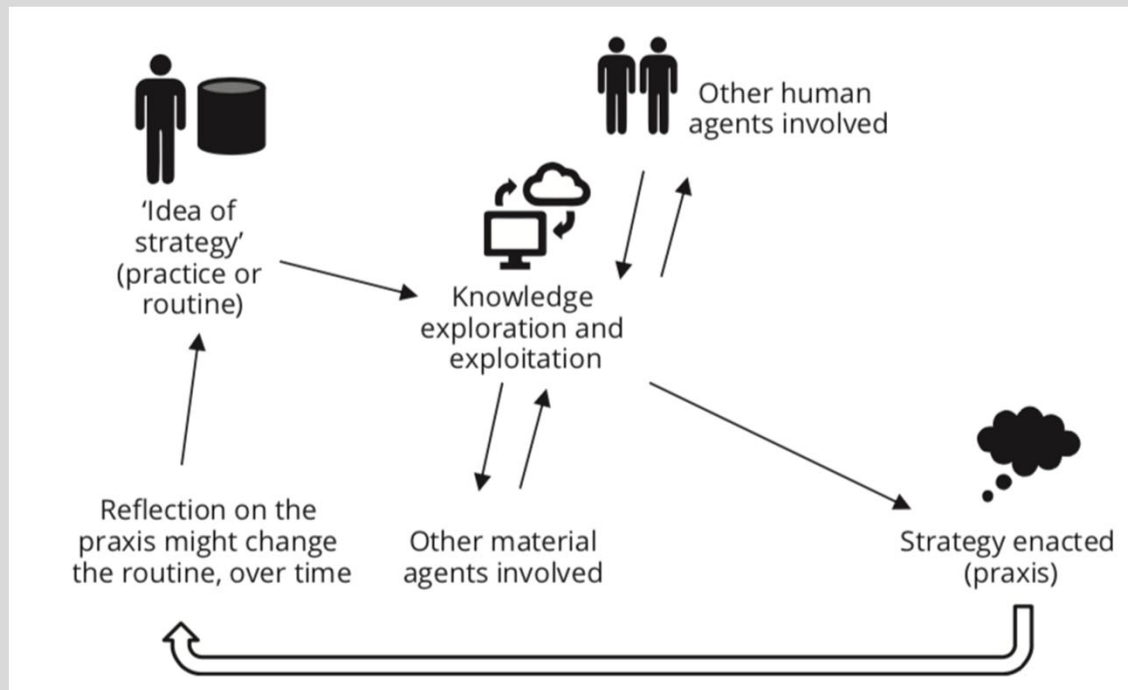 ‘Idea of
strategy’
(practice or
routine)
Other human
agents involved
Knowledge
exploration and
exploitation
Reflection on the
praxis might change
the routine, over time
Other material
agents involved
Strategy enacted
(praxis)